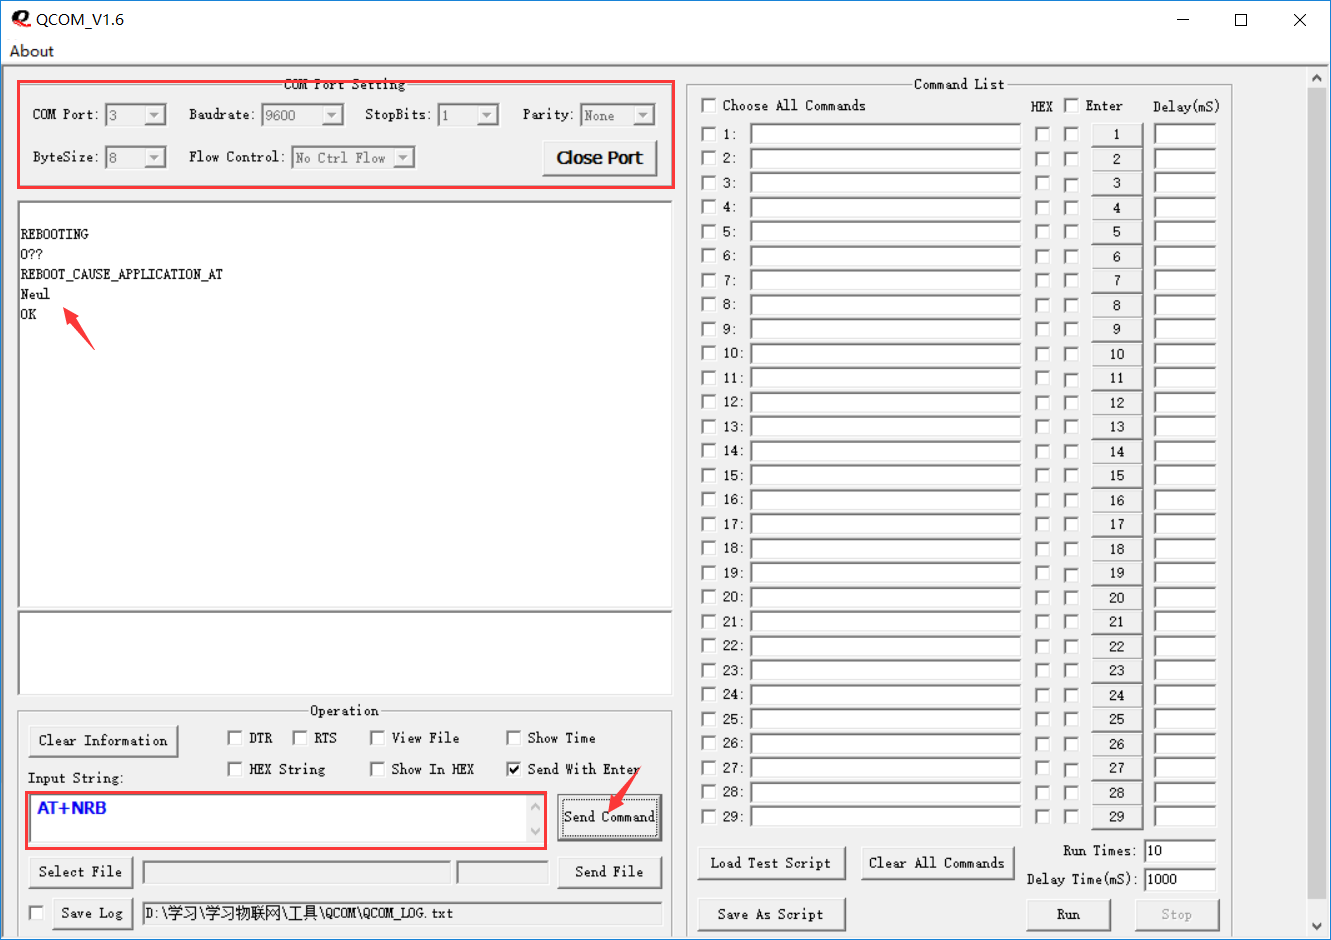 QCOM_V1.6
About
COM Port Setting
COM Port: 3 Baudrate: 9600 StopBits: 1 Parity: None
ByteSize: 8 Flow Control: No Ctrl Flow Close Port
REBOOTING
O??
REBOOT_CAUSE_APPLICATION_AT
Neul
OK
Operation
Clear Information DTR RTS View File Show Time
HEX String Show In HEX Send With Enter
Input String:
AT+NRB
Send Command
Select File Send File
Save Log D:\学习\学习物联网\工具\QCOM\QCOM_LOG.txt
Command List
Choose All Commands HEX Enter Delay(mS)
1: 1
2: 2
3: 3
4: 4
5: 5
6: 6
7: 7
8: 8
9: 9
10: 10
11: 11
12: 12
13: 13
14: 14
15: 15
16: 16
17: 17
18: 18
19: 19
20: 20
21: 21
22: 22
23: 23
24: 24
25: 25
26: 26
27: 27
28: 28
29: 29
Run Times: 10
Load Test Script Clear All Commands
Delay Time(mS): 1000
Save As Script Run Stop